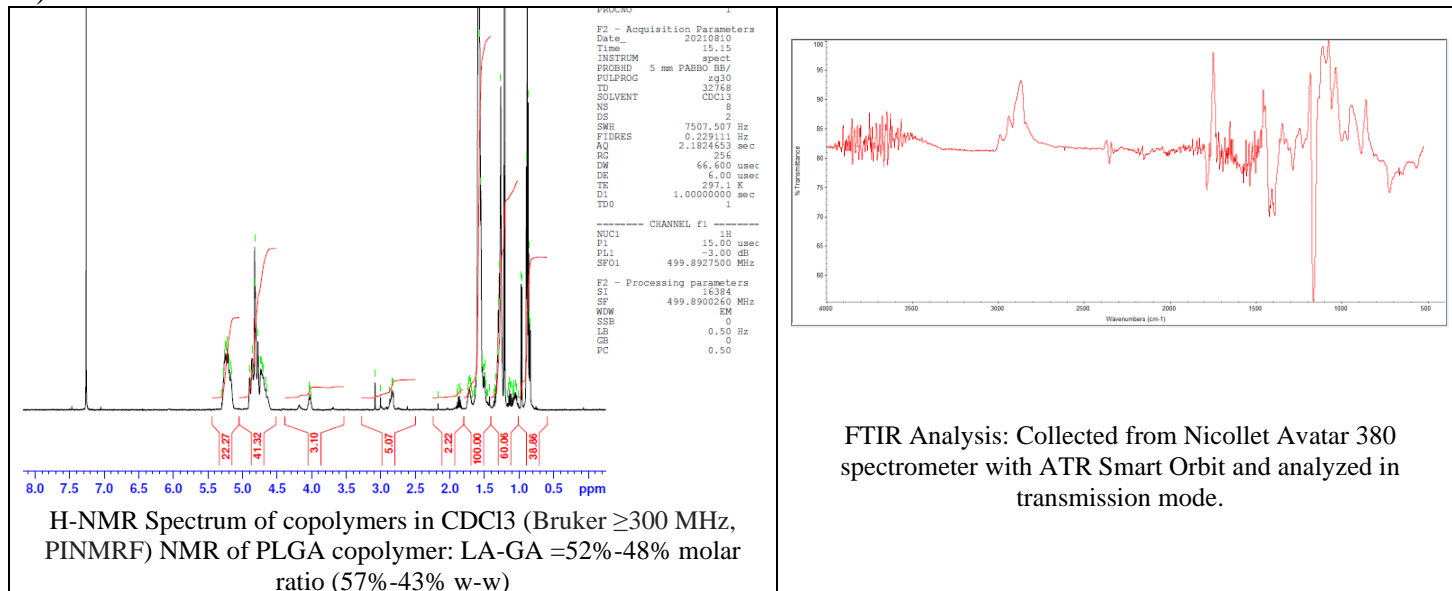 PROCNO 1
F2 - Acquisition Parameters
Date_ 20210810
Time 15.15
INSTRUM spect
PROBHD 5 mm PABBO BB/
PULPROG zg30
TD 32768
SOLVENT CDCl3
NS 8
DS 2
SWH 7507.507 Hz
FIDRES 0.229111 Hz
AQ 2.1824653 sec
RG 256
DW 66.600 usec
DE 6.00 usec
TE 297.1 K
D1 1.00000000 sec
TD0 1
======== CHANNEL f1 ========
NUC1 1H
P1 15.00 usec
PL1 -3.00 dB
SFO1 499.8927500 MHz
F2 - Processing parameters
SI 16384
SF 499.8900260 MHz
WDW EM
SSB 0
LB 0.50 Hz
GB 0
PC 0.50
22.27 41.32 3.10 5.07 2.22 100.00 60.06 38.86
8.0 7.5 7.0 6.5 6.0 5.5 5.0 4.5 4.0 3.5 3.0 2.5 2.0 1.5 1.0 0.5 ppm
H-NMR Spectrum of copolymers in CDCl3 (Bruker ≥300 MHz,
PINMRF) NMR of PLGA copolymer: LA-GA =52%-48% molar
ratio (57%-43% w-w)
100
95
90
85
80
75
70
65
60
% Transmittance
4000 3500 3000 2500 2000 1500 1000 500
Wavenumbers (cm-1)
FTIR Analysis: Collected from Nicollet Avatar 380
spectrometer with ATR Smart Orbit and analyzed in
transmission mode.